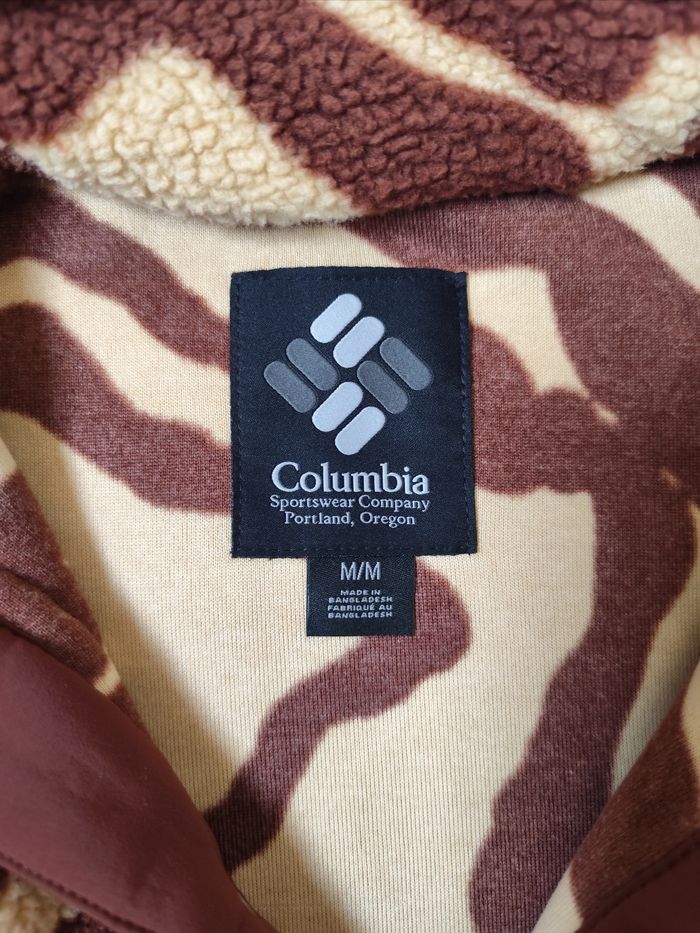 Columbia
Sportswear Company
Portland, Oregon
M/M
MADE IN
BANGLADESH
FABRIQUÉ AU
BANGLADESH